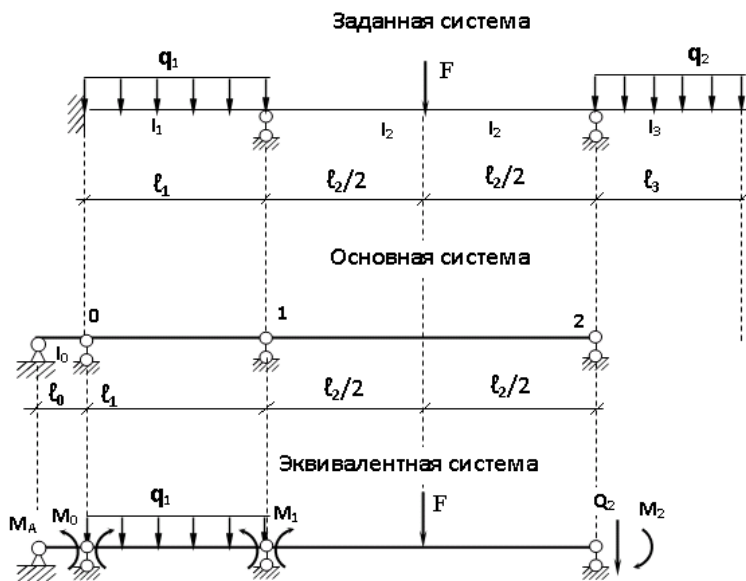 Заданная система
q₁ F q₂
I₁ I₂ I₂ I₃
ℓ₁ ℓ₂/2 ℓ₂/2 ℓ₃
Основная система
0 1 2
I₀
ℓ₀ ℓ₁ ℓ₂/2 ℓ₂/2
Эквивалентная система
q₁ F
M_A M₀ M₁ Q₂ M₂